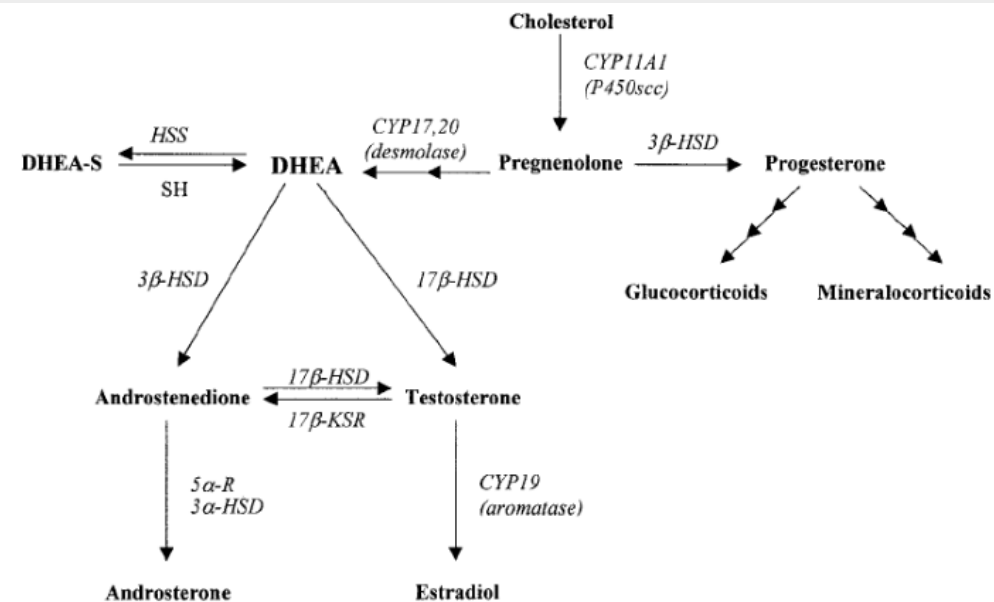 Cholesterol
CYP11A1
(P450scc)
CYP17,20
(desmolase)
HSS
3β-HSD
DHEA-S
DHEA
Pregnenolone
Progesterone
SH
3β-HSD
17β-HSD
Glucocorticoids
Mineralocorticoids
17β-HSD
Androstenedione
Testosterone
17β-KSR
5α-R
3α-HSD
CYP19
(aromatase)
Androsterone
Estradiol